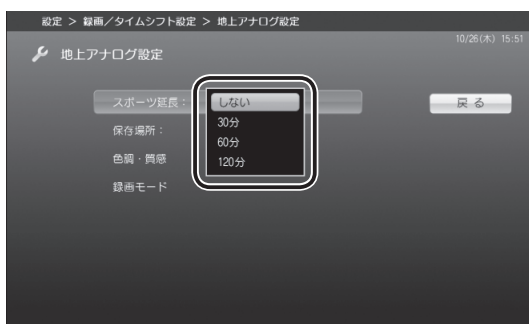 設定 > 録画/タイムシフト設定 > 地上アナログ設定
10/26(木) 15:51
地上アナログ設定
スポーツ延長:
しない
戻る
30分
保存場所:
60分
色調・質感
120分
録画モード